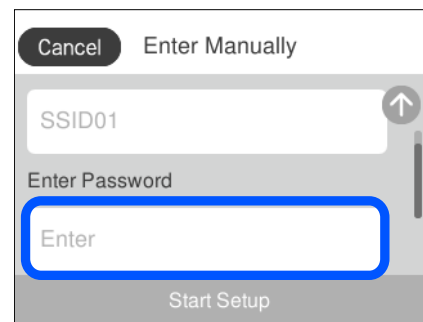 Cancel Enter Manually
SSID01
Enter Password
Enter
Start Setup